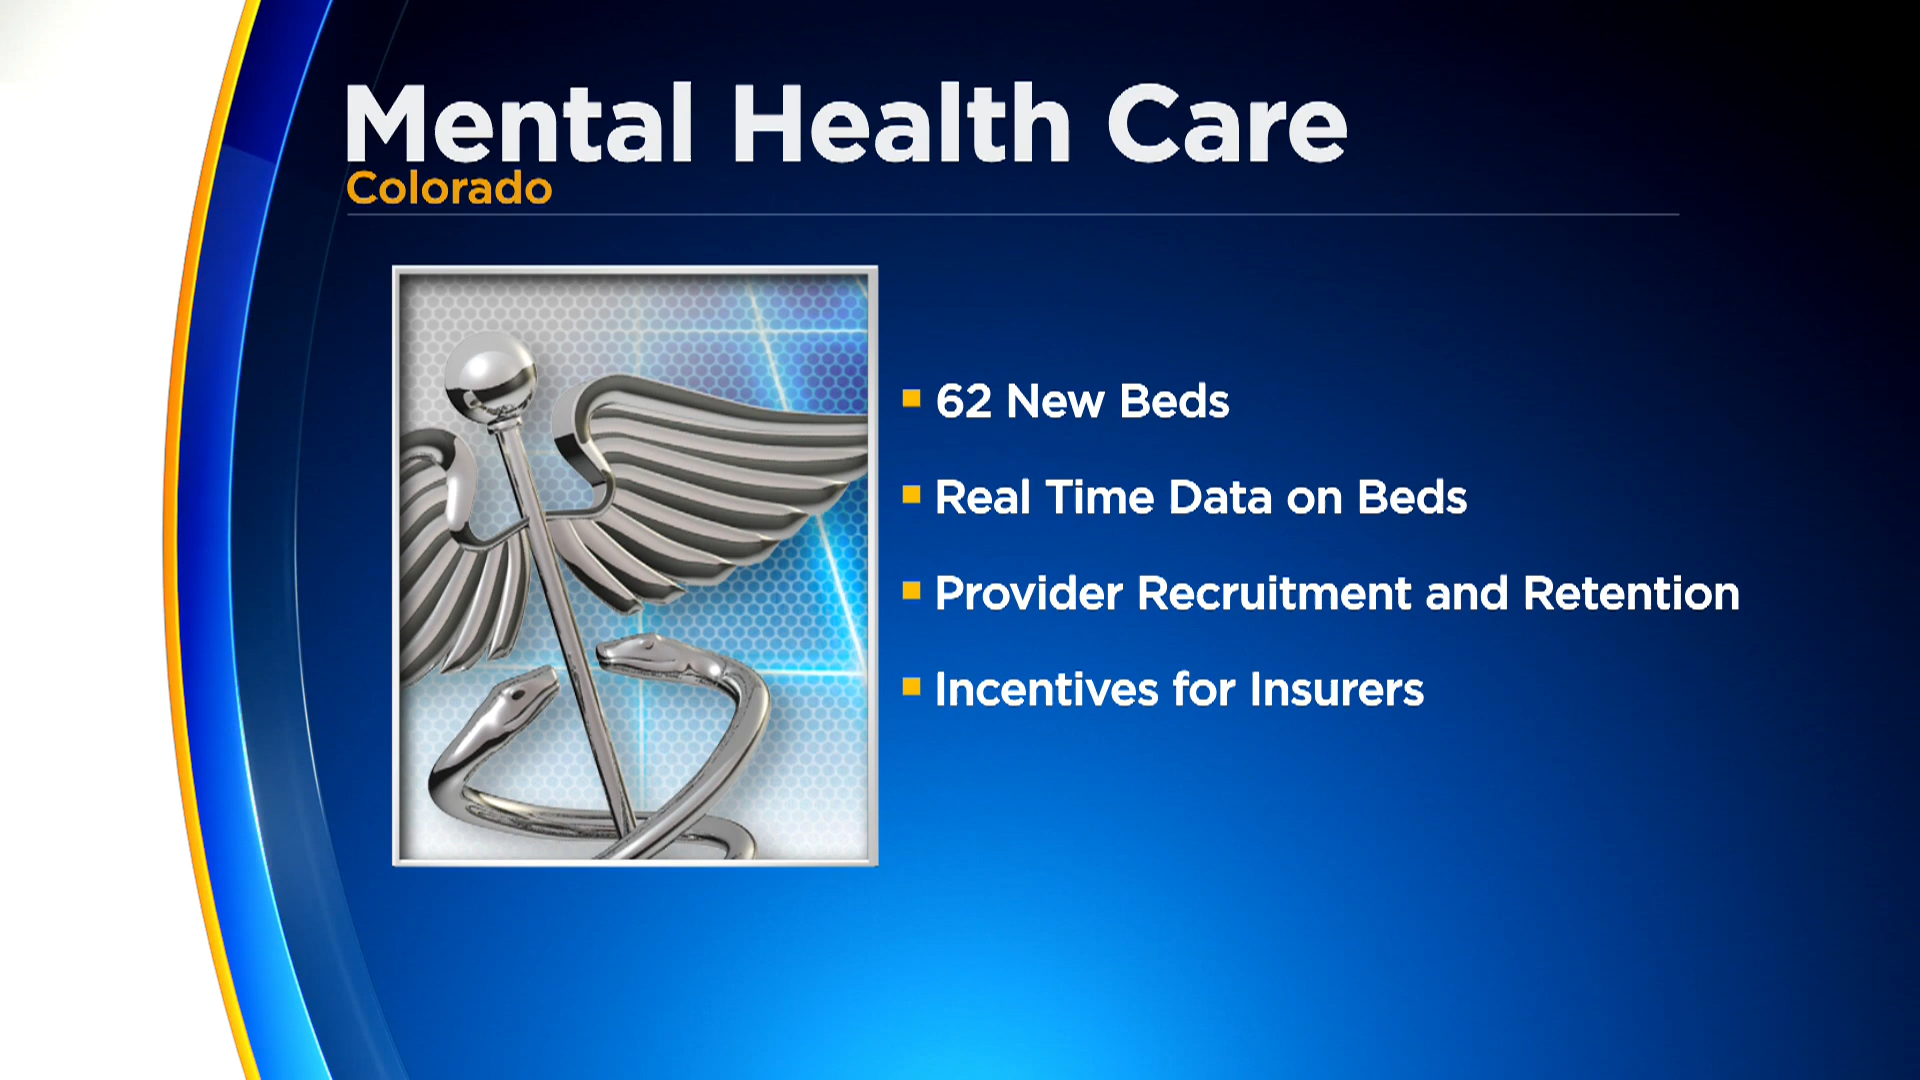 Mental Health Care
Colorado
62 New Beds
Real Time Data on Beds
Provider Recruitment and Retention
Incentives for Insurers